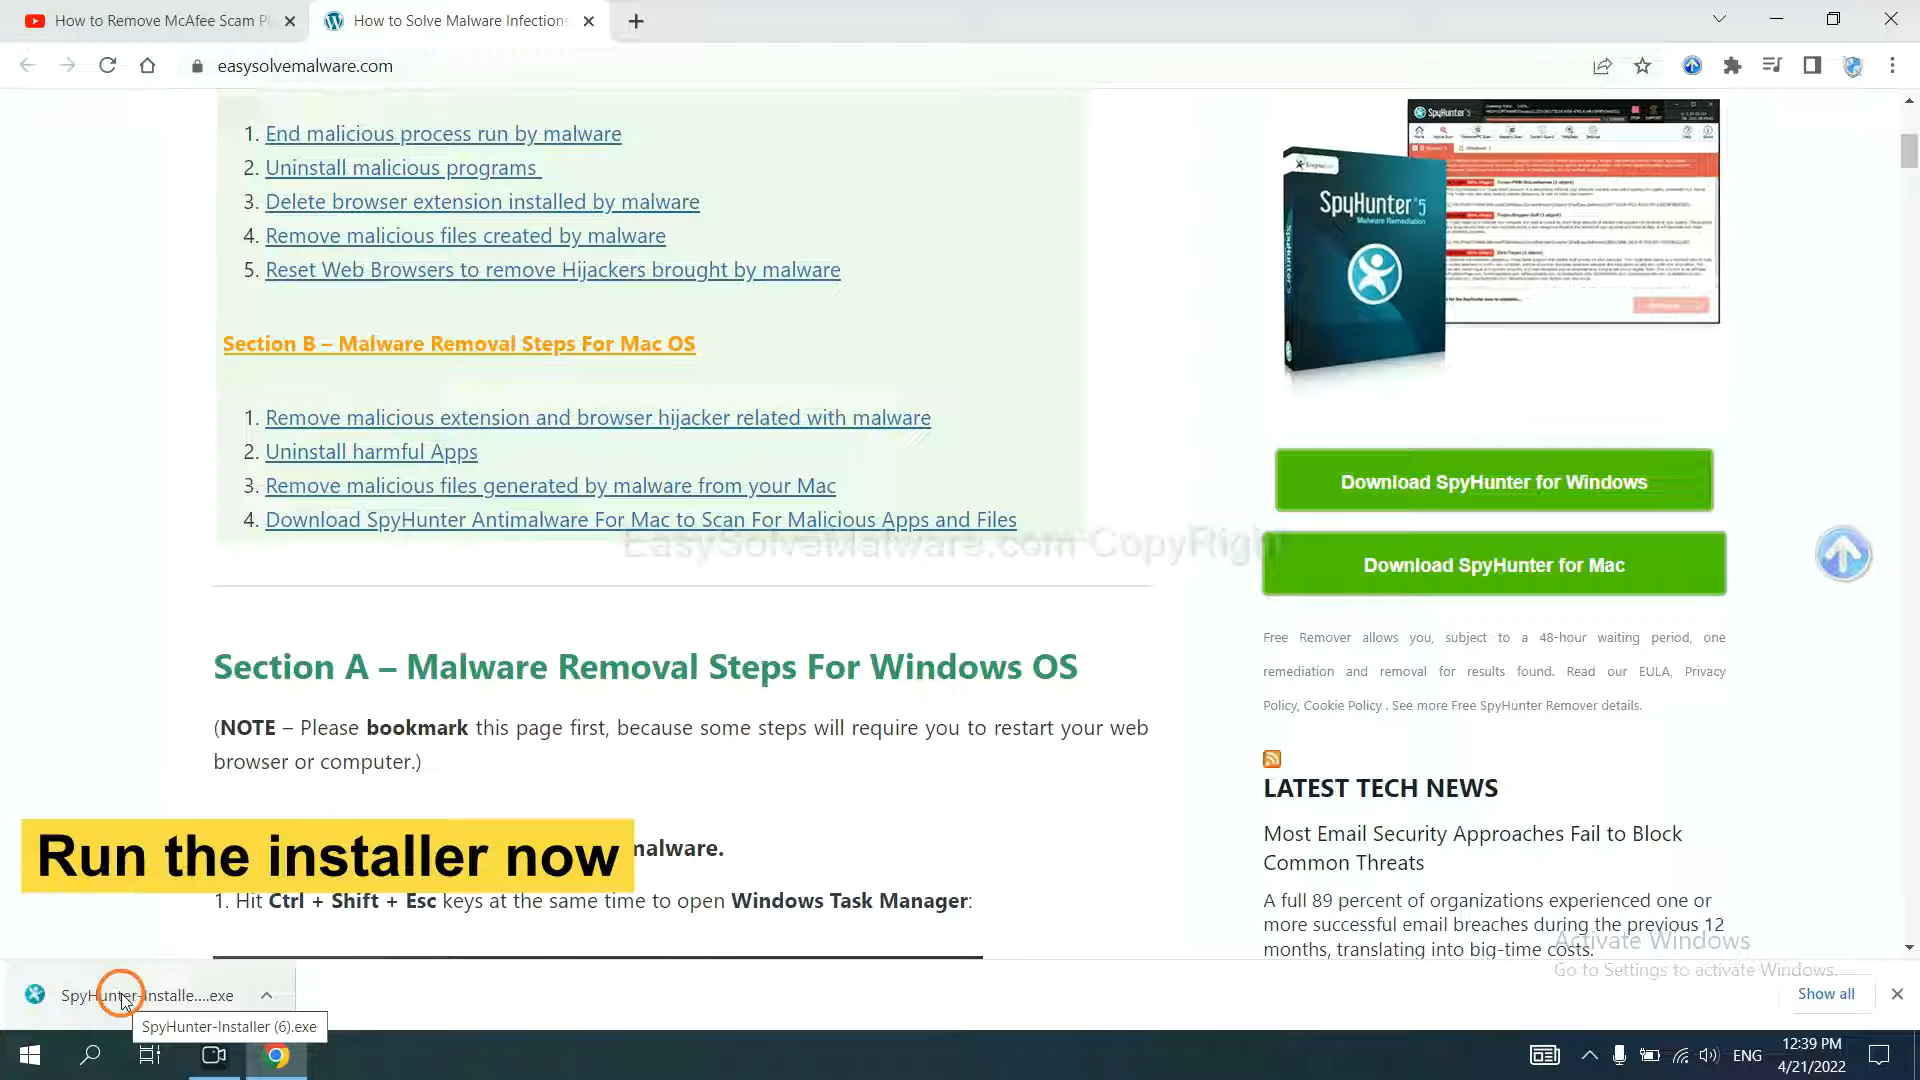 How to Remove McAfee Scam P
How to Solve Malware Infections
easysolvemalware.com
1. End malicious process run by malware
2. Uninstall malicious programs
3. Delete browser extension installed by malware
4. Remove malicious files created by malware
5. Reset Web Browsers to remove Hijackers brought by malware
Section B – Malware Removal Steps For Mac OS
1. Remove malicious extension and browser hijacker related with malware
2. Uninstall harmful Apps
3. Remove malicious files generated by malware from your Mac
4. Download SpyHunter Antimalware For Mac to Scan For Malicious Apps and Files
EasySolveMalware.com CopyRight
Section A – Malware Removal Steps For Windows OS
(NOTE – Please bookmark this page first, because some steps will require you to restart your web
browser or computer.)
Run the installer now
malware.
1. Hit Ctrl + Shift + Esc keys at the same time to open Windows Task Manager:
SpyHunter 5
SpyHunter 5
Malware Remediation
Download SpyHunter for Windows
Download SpyHunter for Mac
Free Remover allows you, subject to a 48-hour waiting period, one
remediation and removal for results found. Read our EULA, Privacy
Policy, Cookie Policy . See more Free SpyHunter Remover details.
LATEST TECH NEWS
Most Email Security Approaches Fail to Block
Common Threats
A full 89 percent of organizations experienced one or
more successful email breaches during the previous 12
months, translating into big-time costs.
Activate Windows
Go to Settings to activate Windows.
SpyHunter-Installe....exe
Show all
SpyHunter-Installer (6).exe
ENG
12:39 PM
4/21/2022